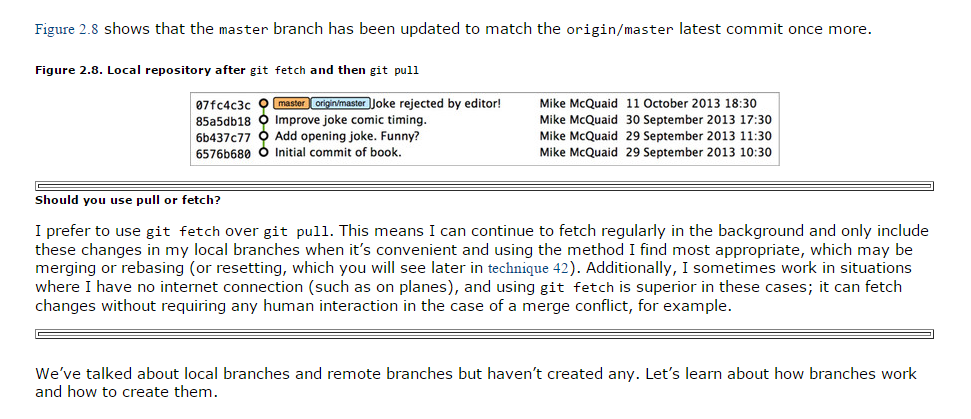 Figure 2.8 shows that the master branch has been updated to match the origin/master latest commit once more.
Figure 2.8. Local repository after git fetch and then git pull
07fc4c3c master origin/master Joke rejected by editor! Mike McQuaid 11 October 2013 18:30
85a5db18 Improve joke comic timing. Mike McQuaid 30 September 2013 17:30
6b437c77 Add opening joke. Funny? Mike McQuaid 29 September 2013 11:30
6576b680 Initial commit of book. Mike McQuaid 29 September 2013 10:30
Should you use pull or fetch?
I prefer to use git fetch over git pull. This means I can continue to fetch regularly in the background and only include
these changes in my local branches when it's convenient and using the method I find most appropriate, which may be
merging or rebasing (or resetting, which you will see later in technique 42). Additionally, I sometimes work in situations
where I have no internet connection (such as on planes), and using git fetch is superior in these cases; it can fetch
changes without requiring any human interaction in the case of a merge conflict, for example.
We've talked about local branches and remote branches but haven't created any. Let's learn about how branches work
and how to create them.